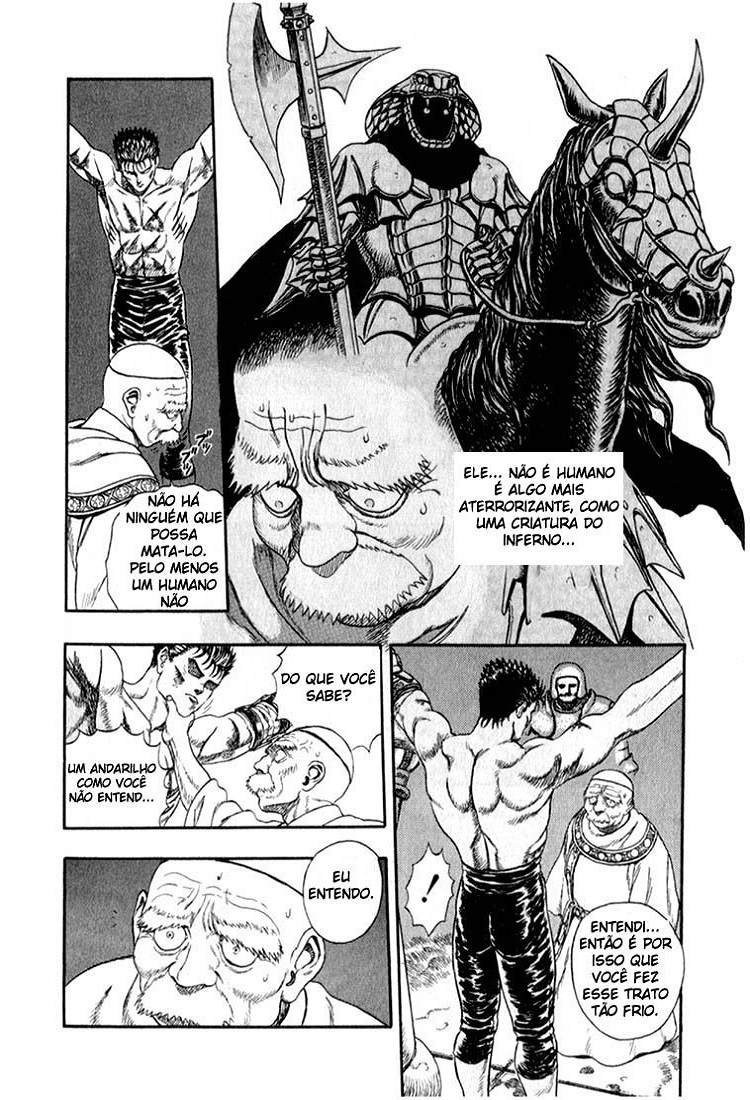 NÃO HÁ
NINGUÉM QUE
POSSA
MATA-LO.
PELO MENOS
UM HUMANO
NÃO
ELE... NÃO É HUMANO
É ALGO MAIS
ATERRORIZANTE, COMO
UMA CRIATURA DO
INFERNO...
DO QUE VOCÊ
SABE?
UM ANDARILHO
COMO VOCÊ
NÃO ENTEND...
EU
ENTENDO.
!
ENTENDI...
ENTÃO É POR
ISSO QUE
VOCÊ FEZ
ESSE TRATO
TÃO FRIO.